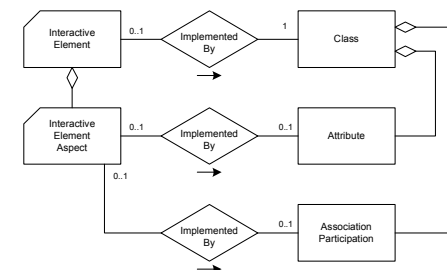 Interactive
Element
0..1
Implemented
By
1
Class
Interactive
Element
Aspect
0..1
Implemented
By
0..1
Attribute
0..1
Implemented
By
0..1
Association
Participation